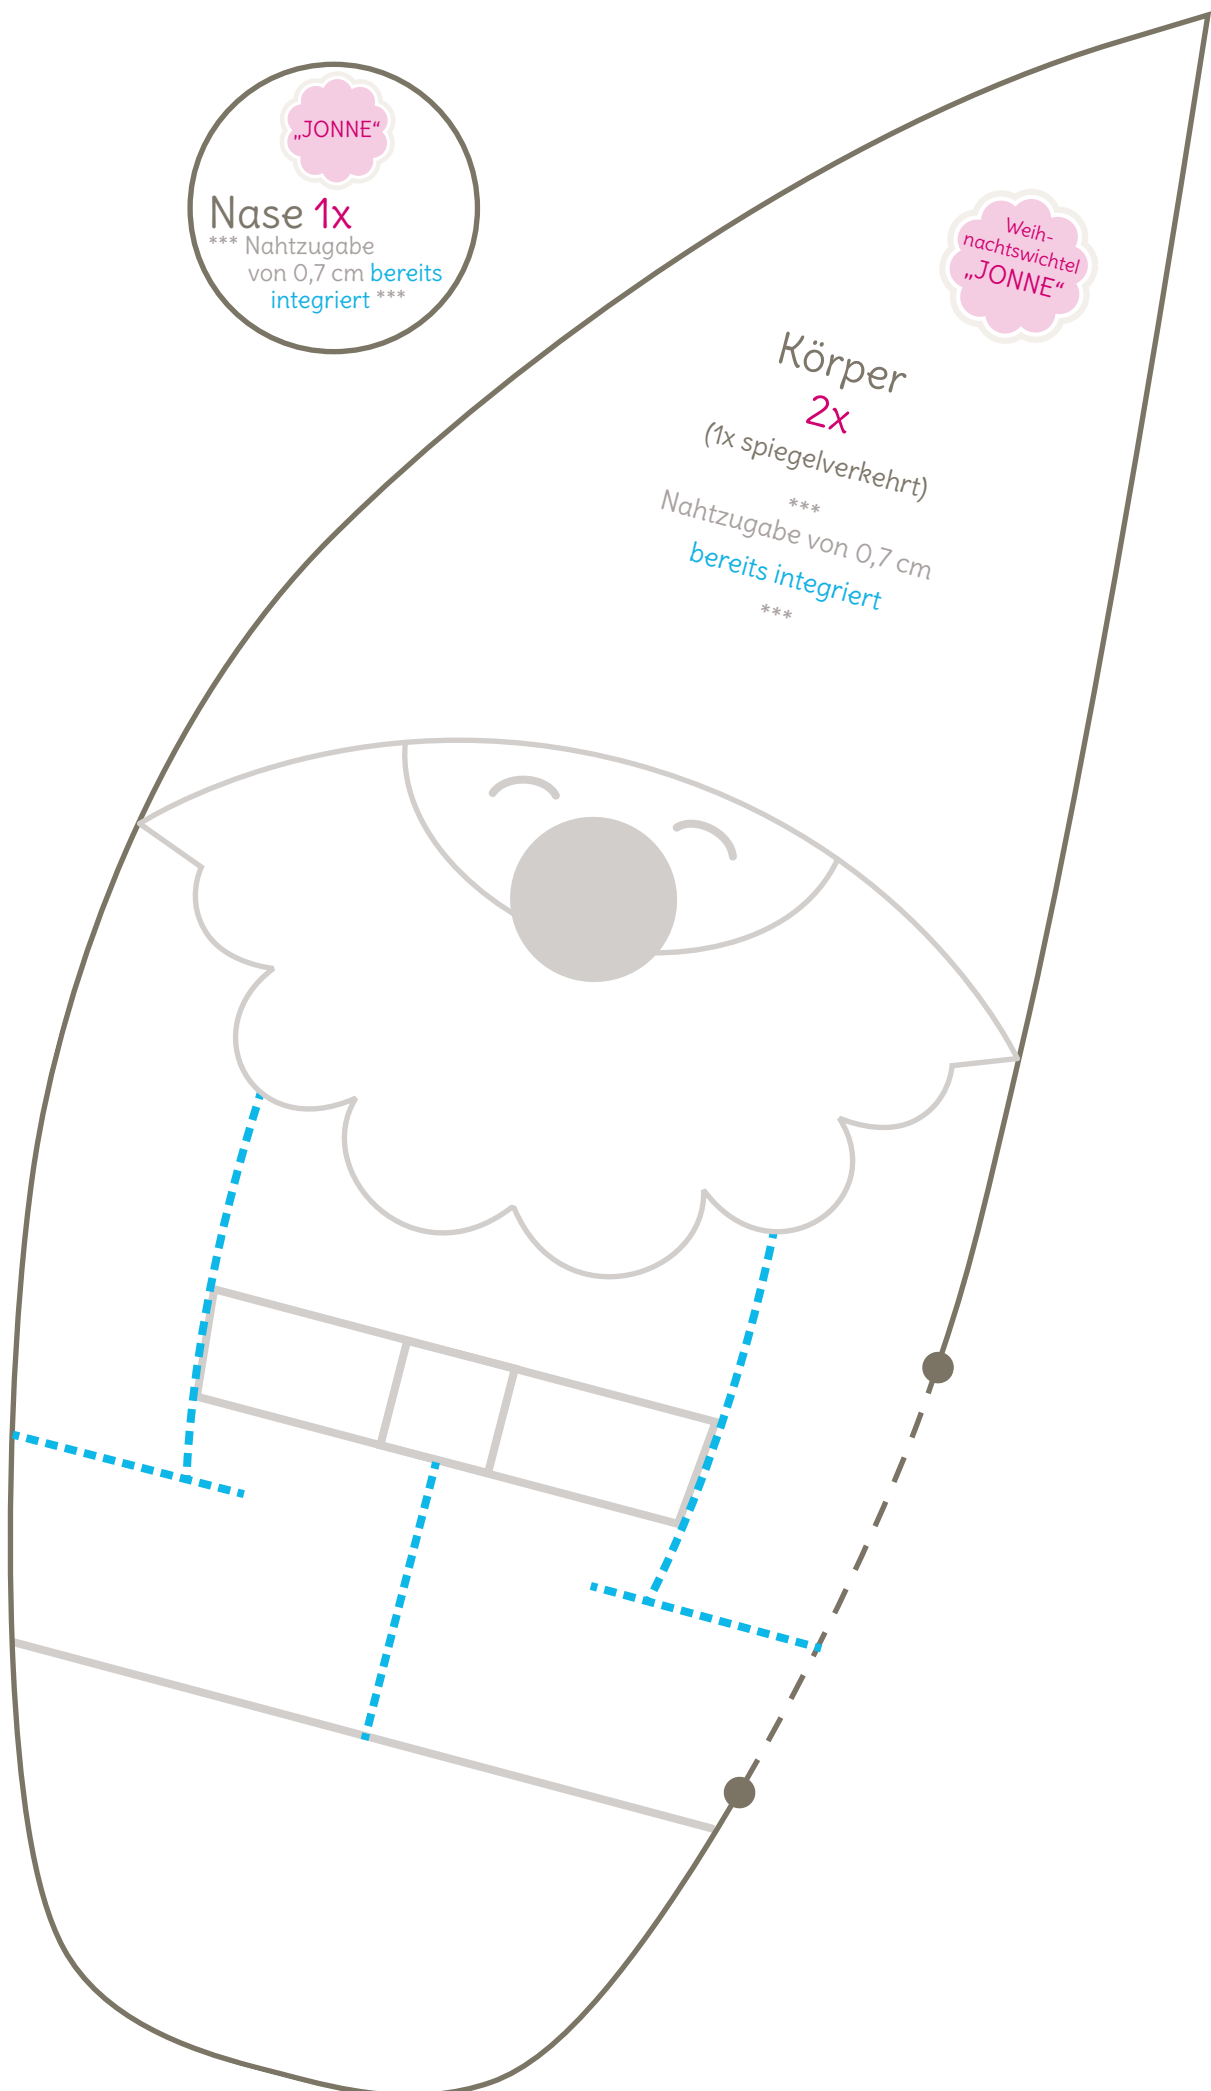 „JONNE“
Nase 1x
*** Nahtzugabe
von 0,7 cm bereits
integriert ***
Weih-
nachtswichtel
„JONNE“
Körper
2x
(1x spiegelverkehrt)
***
Nahtzugabe von 0,7 cm
bereits integriert
***